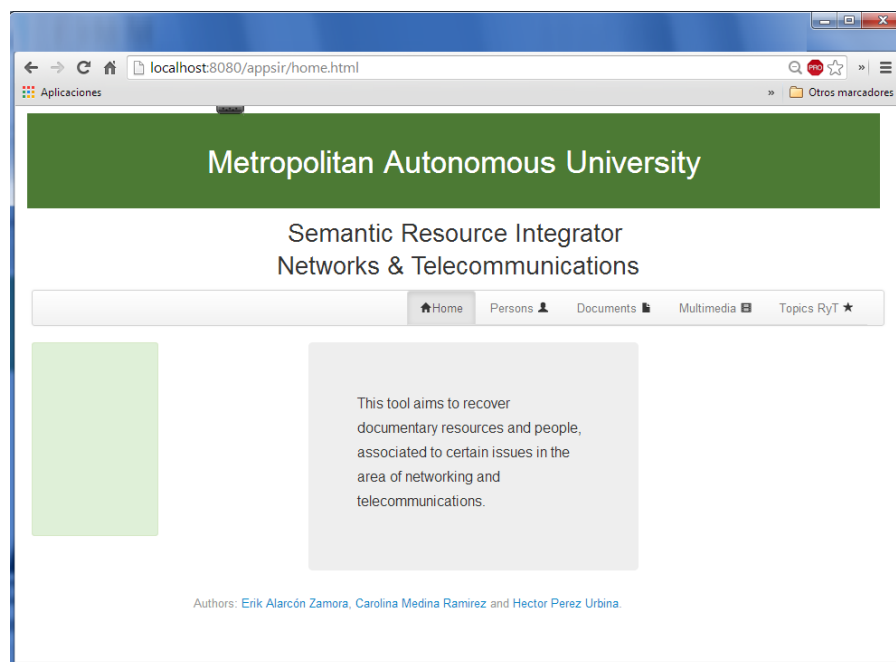 localhost:8080/appsir/home.html
PRO
»
Aplicaciones
» Otros marcadores
Metropolitan Autonomous University
Semantic Resource Integrator
Networks & Telecommunications
Home Persons Documents Multimedia Topics RyT
This tool aims to recover
documentary resources and people,
associated to certain issues in the
area of networking and
telecommunications.
Authors: Erik Alarcón Zamora, Carolina Medina Ramirez and Hector Perez Urbina.